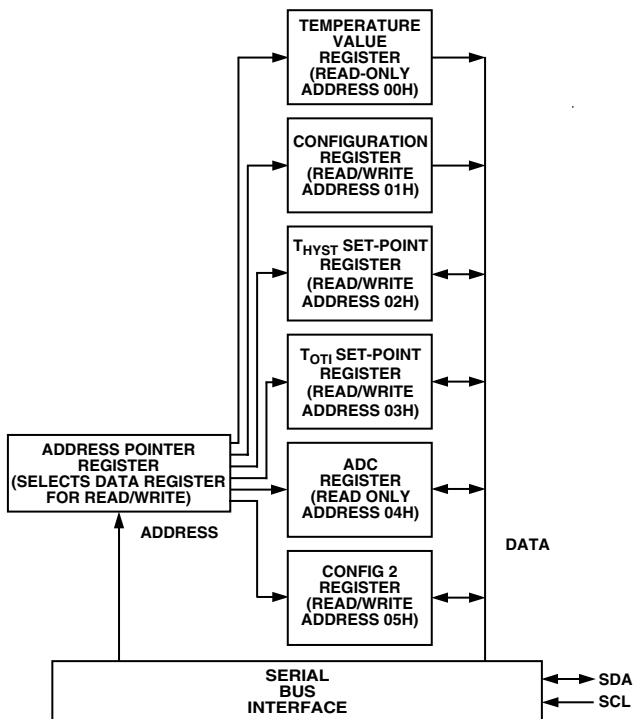 TEMPERATURE
VALUE
REGISTER
(READ-ONLY
ADDRESS 00H)
CONFIGURATION
REGISTER
(READ/WRITE
ADDRESS 01H)
THYST SET-POINT
REGISTER
(READ/WRITE
ADDRESS 02H)
TOTI SET-POINT
REGISTER
(READ/WRITE
ADDRESS 03H)
ADDRESS POINTER
REGISTER
(SELECTS DATA REGISTER
FOR READ/WRITE)
ADC
REGISTER
(READ ONLY
ADDRESS 04H)
ADDRESS
DATA
CONFIG 2
REGISTER
(READ/WRITE
ADDRESS 05H)
SERIAL
BUS
INTERFACE
SDA
SCL